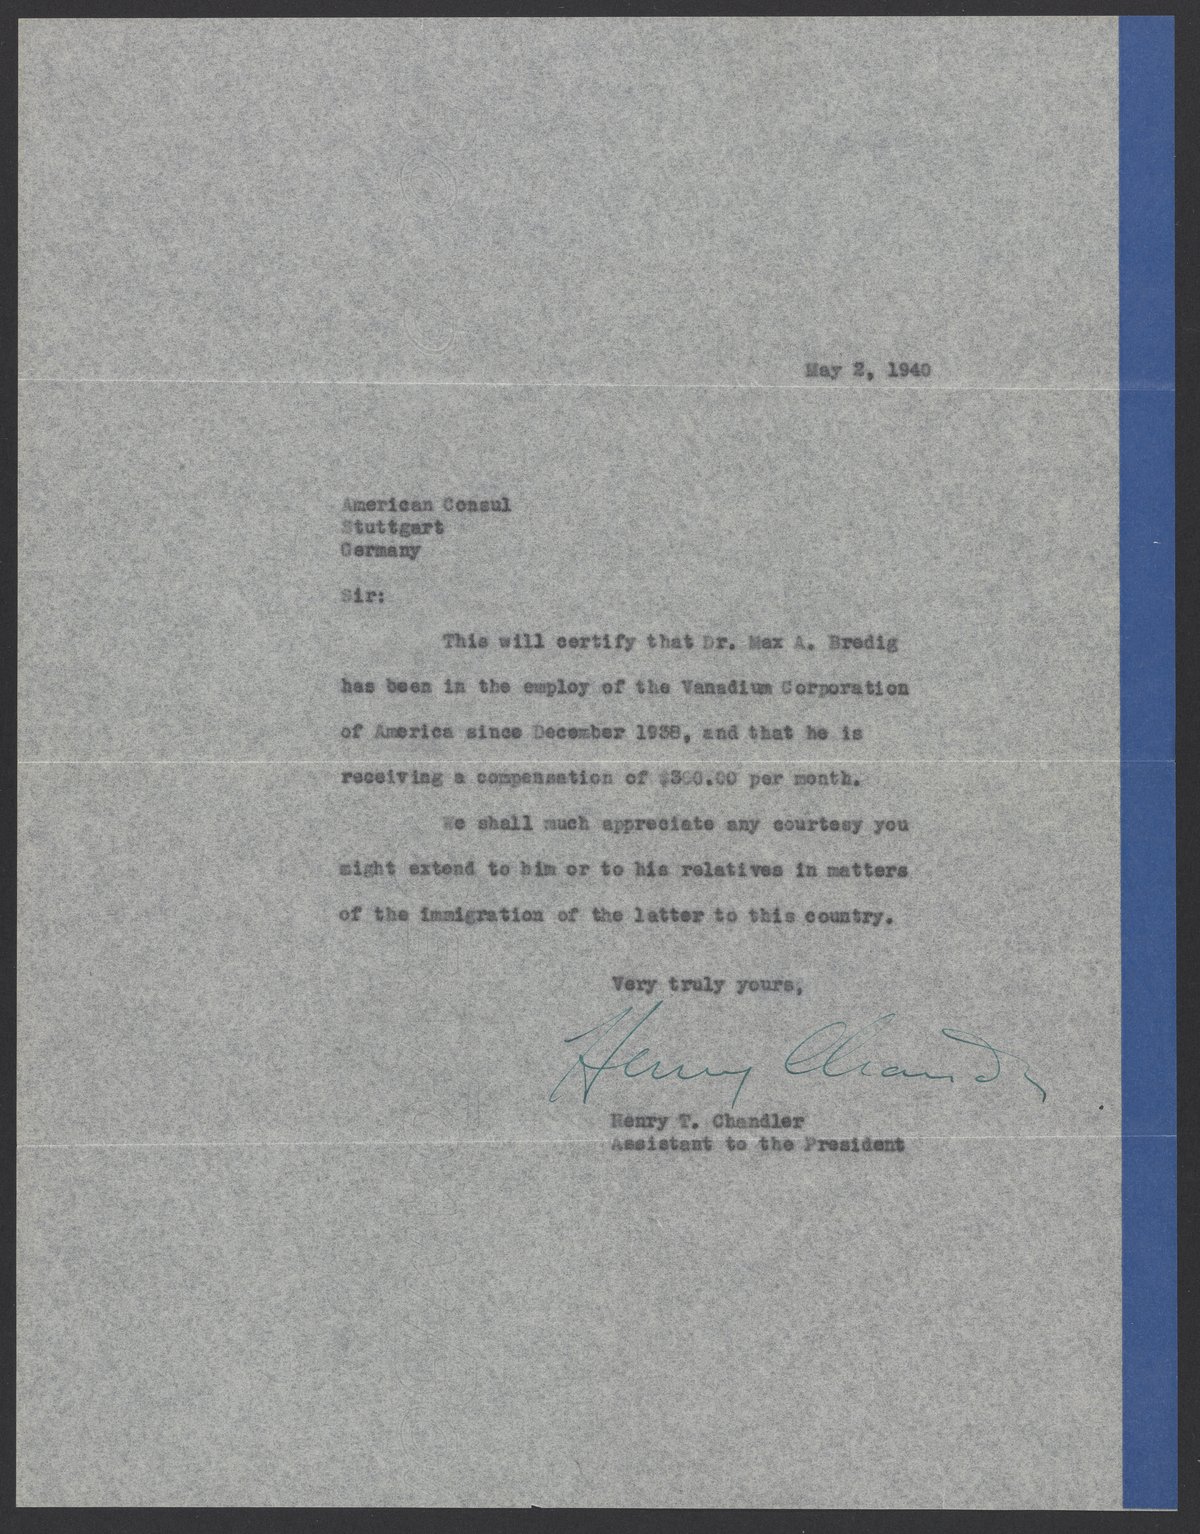 May 2, 1940
American Consul
Stuttgart
Germany
Sir:
This will certify that Dr. Max A. Bredig
has been in the employ of the Vanadium Corporation
of America since December 1938, and that he is
receiving a compensation of $300.00 per month.
We shall much appreciate any courtesy you
might extend to him or to his relatives in matters
of the immigration of the latter to this country.
Very truly yours,
Henry Chandler
Henry T. Chandler
Assistant to the President